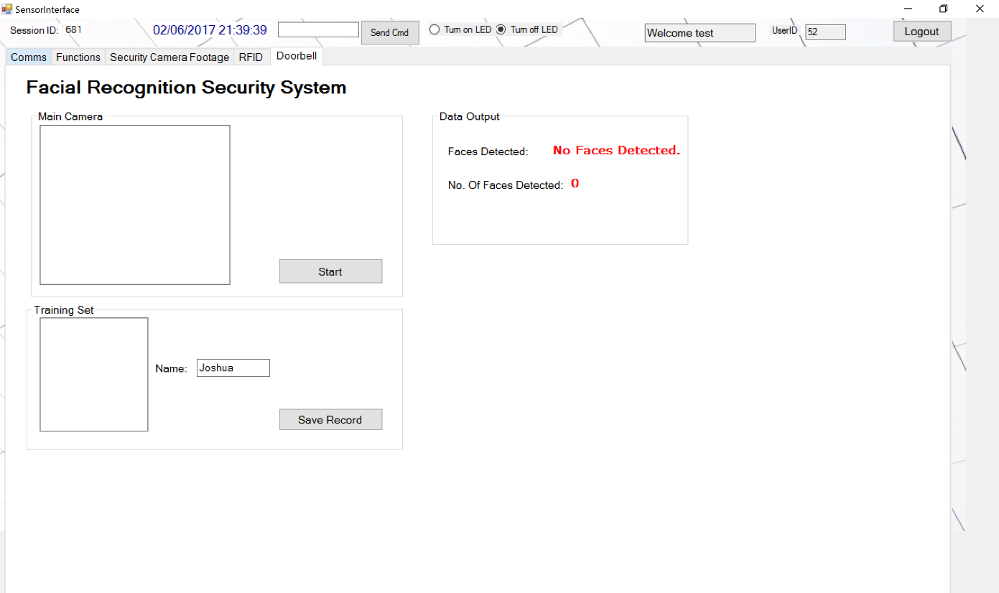 SensorInterface
Session ID: 681 02/06/2017 21:39:39 Send Cmd Turn on LED Turn off LED Welcome test UserID 52 Logout
Comms Functions Security Camera Footage RFID Doorbell
Facial Recognition Security System
Main Camera
Start
Data Output
Faces Detected: No Faces Detected.
No. Of Faces Detected: 0
Training Set
Name: Joshua
Save Record